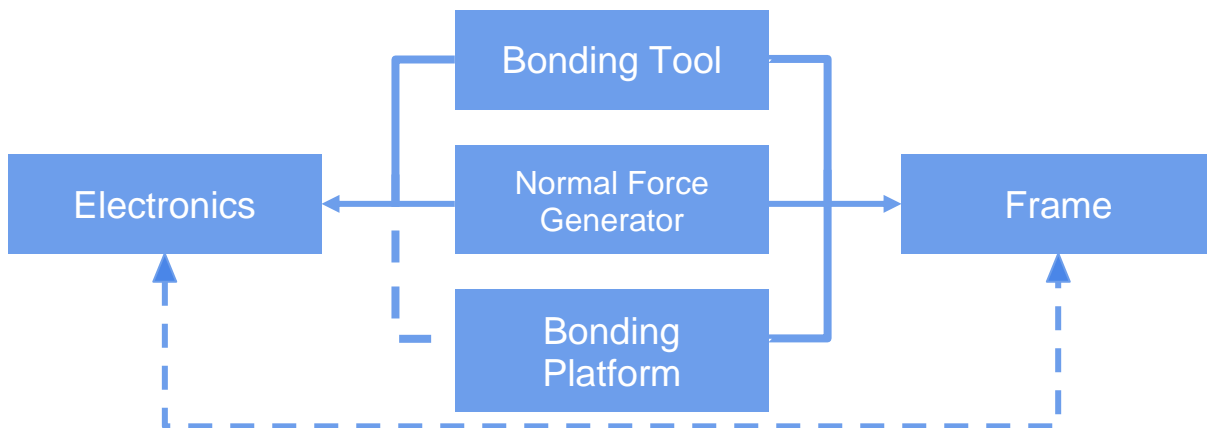 Bonding Tool
Electronics
Normal Force
Generator
Frame
Bonding
Platform